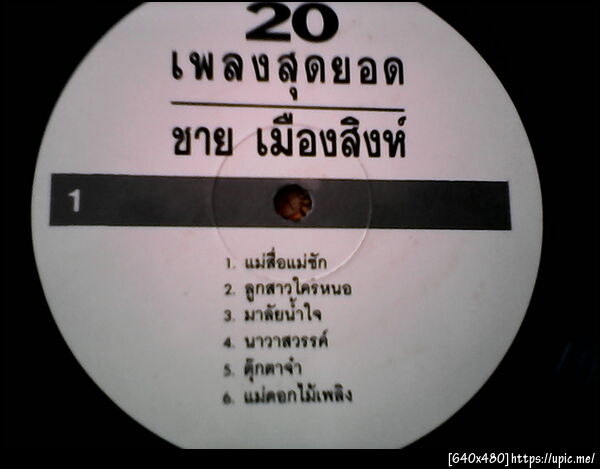 20
เพลงสุดยอด
ชาย เมืองสิงห์
1
1. แม่สื่อแม่ชัก
2. ลูกสาวใครหนอ
3. มาลัยน้ำใจ
4. นาวาสวรรค์
5. ตุ๊กตาจ๋า
6. แม่ดอกไม้เพลิง
[640x480]https://upic.me/